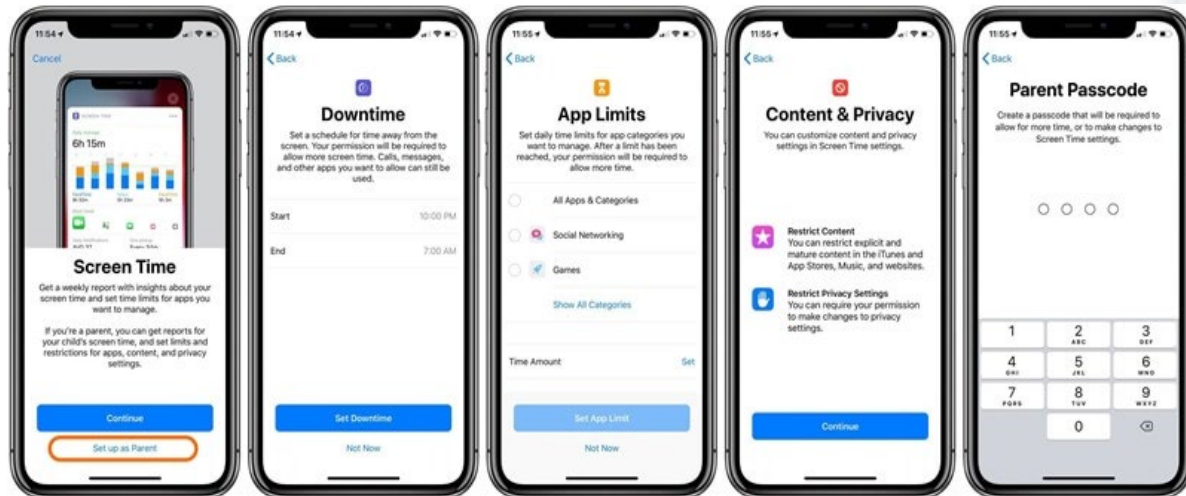 11:54
Cancel
SCREEN TIME
6h 15m
Screen Time
Get a weekly report with insights about your
screen time and set time limits for apps you
want to manage.
If you're a parent, you can get reports for
your child's screen time, and set limits and
restrictions for apps, content, and privacy
settings.
Continue
Set up as Parent
11:54
Back
Downtime
Set a schedule for time away from the
screen. Your permission will be required to
allow more screen time. Calls, messages,
and other apps you want to allow can still be
used.
Start 10:00 PM
End 7:00 AM
Set Downtime
Not Now
11:55
Back
App Limits
Set daily time limits for app categories you
want to manage. After a limit has been
reached, your permission will be required to
allow more time.
All Apps & Categories
Social Networking
Games
Show All Categories
Time Amount Set
Set App Limit
Not Now
11:55
Back
Content & Privacy
You can customize content and privacy
settings in Screen Time settings.
Restrict Content
You can restrict explicit and
mature content in the iTunes and
App Stores, Music, and websites.
Restrict Privacy Settings
You can require your permission
to make changes to privacy
settings.
Continue
11:55
Back
Parent Passcode
Create a passcode that will be required to
allow for more time, or to make changes to
Screen Time settings.
1 2 3
ABC DEF
4 5 6
GHI JKL MNO
7 8 9
PQRS TUV WXYZ
0